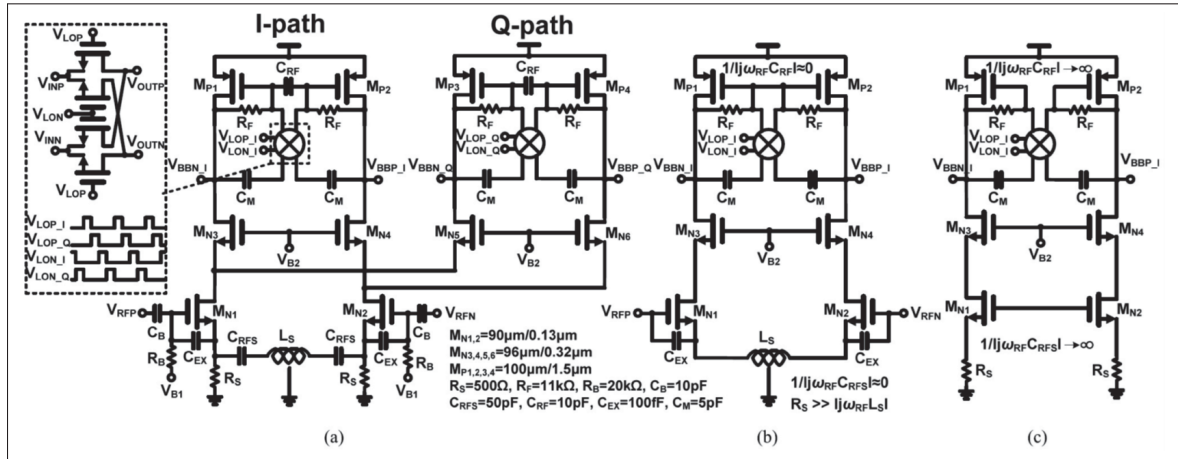 I-path
Q-path
V_LOP
V_INP
V_OUTP
V_LON
V_INN
V_OUTN
V_LOP
V_LOP_I
V_LOP_Q
V_LON_I
V_LON_Q
M_P1
C_RF
M_P2
R_F
R_F
V_LOP_I
V_LON_I
V_BBN_I
V_BBP_I
C_M
C_M
M_N3
M_N4
V_B2
M_P3
C_RF
M_P4
R_F
R_F
V_LOP_Q
V_LON_Q
V_BBN_Q
V_BBP_Q
C_M
C_M
M_N5
M_N6
V_B2
V_RFP
M_N1
C_B
C_EX
R_B
V_B1
R_S
C_RFS
L_S
C_RFS
M_N2
V_RFN
C_B
C_EX
R_B
R_S
V_B1
M_N1,2=90μm/0.13μm
M_N3,4,5,6=96μm/0.32μm
M_P1,2,3,4=100μm/1.5μm
R_S=500Ω, R_F=11kΩ, R_B=20kΩ, C_B=10pF
C_RFS=50pF, C_RF=10pF, C_EX=100fF, C_M=5pF
(a)
1/|jω_RF C_RF|≈0
M_P1
M_P2
R_F
R_F
V_LOP_I
V_LON_I
V_BBN_I
V_BBP_I
C_M
C_M
M_N3
M_N4
V_B2
V_RFP
M_N1
M_N2
V_RFN
C_EX
L_S
C_EX
1/|jω_RF C_RFS|≈0
R_S >> |jω_RF L_S|
(b)
1/|jω_RF C_RF|→∞
M_P1
M_P2
R_F
R_F
V_LOP_I
V_LON_I
V_BBN_I
V_BBP_I
C_M
C_M
M_N3
M_N4
V_B2
M_N1
M_N2
1/|jω_RF C_RFS|→∞
R_S
R_S
(c)